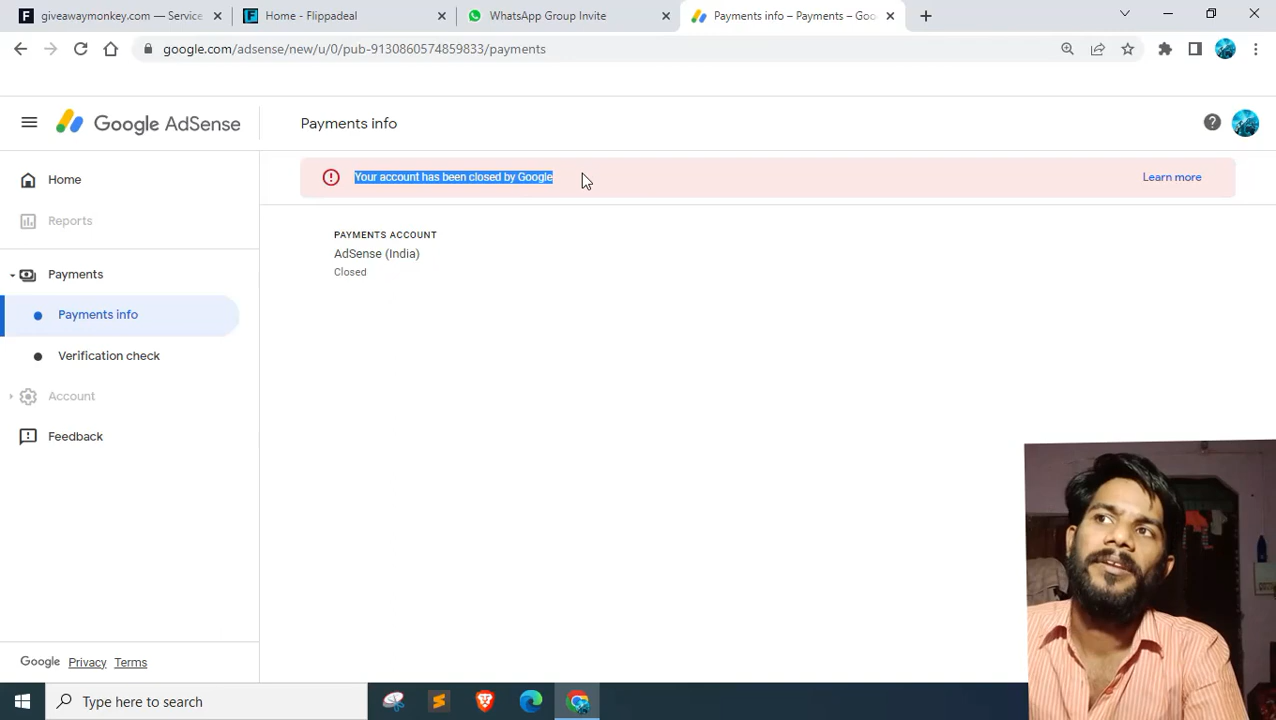 giveawaymonkey.com — Service
Home - Flippadeal
WhatsApp Group Invite
Payments info – Payments – Goo
google.com/adsense/new/u/0/pub-9130860574859833/payments
Google AdSense
Payments info
Home
Your account has been closed by Google
Learn more
Reports
PAYMENTS ACCOUNT
AdSense (India)
Closed
Payments
Payments info
Verification check
Account
Feedback
Google Privacy Terms
Type here to search